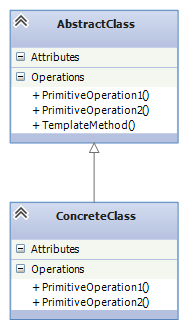 AbstractClass
Attributes
Operations
+ PrimitiveOperation1()
+ PrimitiveOperation2()
+ TemplateMethod()
ConcreteClass
Attributes
Operations
+ PrimitiveOperation1()
+ PrimitiveOperation2()